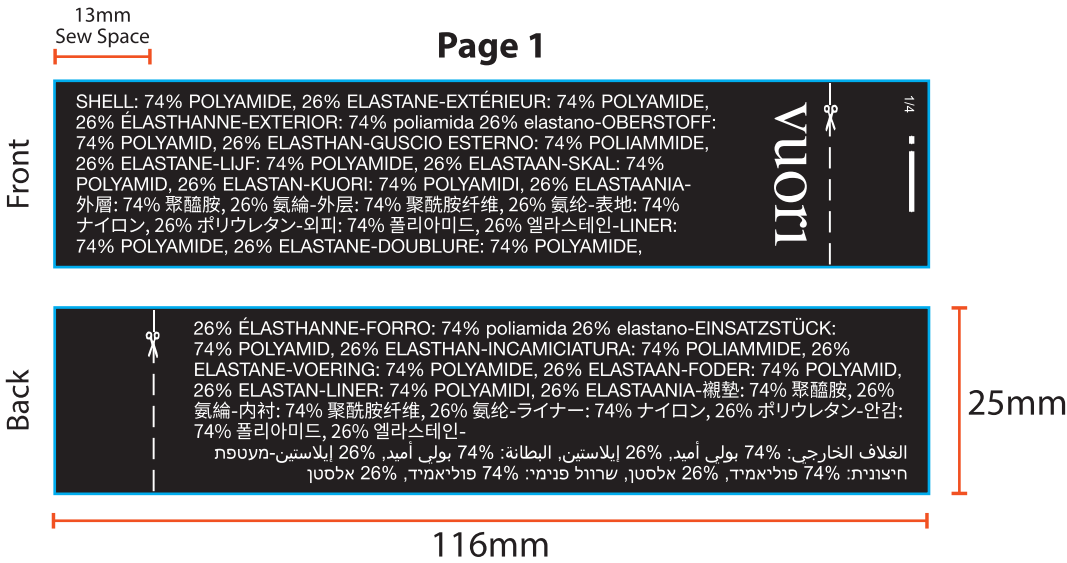 13mm
Sew Space
Page 1
Front
SHELL: 74% POLYAMIDE, 26% ELASTANE-EXTÉRIEUR: 74% POLYAMIDE,
26% ÉLASTHANNE-EXTERIOR: 74% poliamida 26% elastano-OBERSTOFF:
74% POLYAMID, 26% ELASTHAN-GUSCIO ESTERNO: 74% POLIAMMIDE,
26% ELASTANE-LIJF: 74% POLYAMIDE, 26% ELASTAAN-SKAL: 74%
POLYAMID, 26% ELASTAN-KUORI: 74% POLYAMIDI, 26% ELASTAANIA-
外層: 74% 聚醯胺, 26% 氨綸-外层: 74% 聚酰胺纤维, 26% 氨纶-表地: 74%
ナイロン, 26% ポリウレタン-외피: 74% 폴리아미드, 26% 엘라스테인-LINER:
74% POLYAMIDE, 26% ELASTANE-DOUBLURE: 74% POLYAMIDE,
vuori
1/4
Back
26% ÉLASTHANNE-FORRO: 74% poliamida 26% elastano-EINSATZSTÜCK:
74% POLYAMID, 26% ELASTHAN-INCAMICIATURA: 74% POLIAMMIDE, 26%
ELASTANE-VOERING: 74% POLYAMIDE, 26% ELASTAAN-FODER: 74% POLYAMID,
26% ELASTAN-LINER: 74% POLYAMIDI, 26% ELASTAANIA-襯墊: 74% 聚醯胺, 26%
氨綸-内衬: 74% 聚酰胺纤维, 26% 氨纶-ライナー: 74% ナイロン, 26% ポリウレタン-안감:
74% 폴리아미드, 26% 엘라스테인-
الغلاف الخارجي: 74% بولي أميد, 26% إيلاستين, البطانة: 74% بولي أميد, 26% إيلاستين-מעטפת
חיצונית: 74% פוליאמיד, 26% אלסטן, שרוול פנימי: 74% פוליאמיד, 26% אלסטן
25mm
116mm